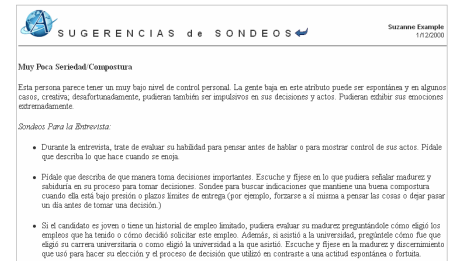 SUGERENCIAS de SONDEOS
Suzanne Example
1/12/2000
Muy Poca Seriedad/Compostura
Esta persona parece tener un muy bajo nivel de control personal. La gente baja en este atributo puede ser espontánea y en algunos
casos, creativa; desafortunadamente, pudieran también ser impulsivos en sus decisiones y actos. Pudieran exhibir sus emociones
extremadamente.
Sondeos Para la Entrevista:
• Durante la entrevista, trate de evaluar su habilidad para pensar antes de hablar o para mostrar control de sus actos. Pídale
que describa lo que hace cuando se enoja.
• Pídale que describa de que manera toma decisiones importantes. Escuche y fíjese en lo que pudiera señalar madurez y
sabiduría en su proceso para tomar decisiones. Sondee para buscar indicaciones que mantiene una buena compostura
cuando ella está bajo presión o plazos límites de entrega (por ejemplo, forzarse a si misma a pensar las cosas o dejar pasar
un día antes de tomar una decisión.)
• Si el candidato es joven o tiene un historial de empleo limitado, pudiera evaluar su madurez preguntándole cómo eligió los
empleos que ha tenido o cómo decidió solicitar este empleo. Además, si asistió a la universidad, pregúntele cómo fue que
eligió su carrera universitaria o como eligió la universidad a la que asistió. Escuche y fíjese en la madurez y discernimiento
que usó para hacer su elección y el proceso de decisión que utilizó en contraste a una actitud espontánea o fortuita.